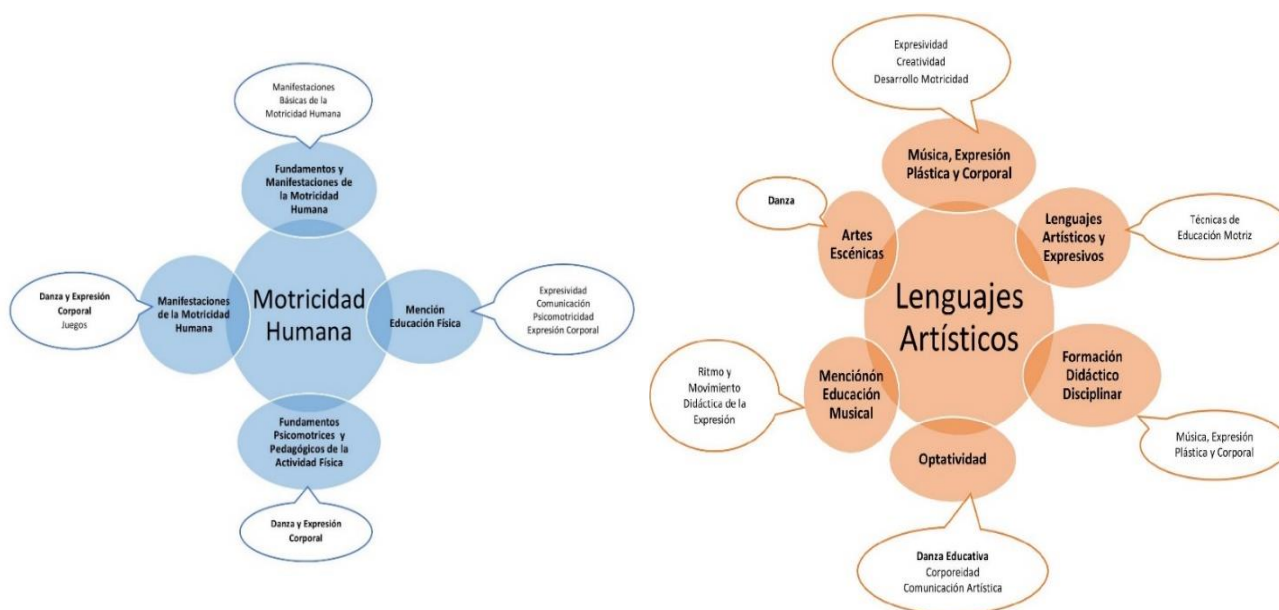 Manifestaciones
Básicas de la
Motricidad Humana
Fundamentos y
Manifestaciones de
la Motricidad
Humana
Danza y Expresión
Corporal
Juegos
Manifestaciones
de la Motricidad
Humana
Motricidad
Humana
Mención
Educación Física
Expresividad
Comunicación
Psicomotricidad
Expresión Corporal
Fundamentos
Psicomotrices y
Pedagógicos de la
Actividad Física
Danza y Expresión
Corporal
Expresividad
Creatividad
Desarrollo Motricidad
Música, Expresión
Plástica y Corporal
Danza
Artes
Escénicas
Lenguajes
Artísticos y
Expresivos
Técnicas de
Educación Motriz
Lenguajes
Artísticos
Ritmo y
Movimiento
Didáctica de la
Expresión
Menciónón
Educación
Musical
Formación
Didáctico
Disciplinar
Música, Expresión
Plástica y Corporal
Optatividad
Danza Educativa
Corporeidad
Comunicación Artística